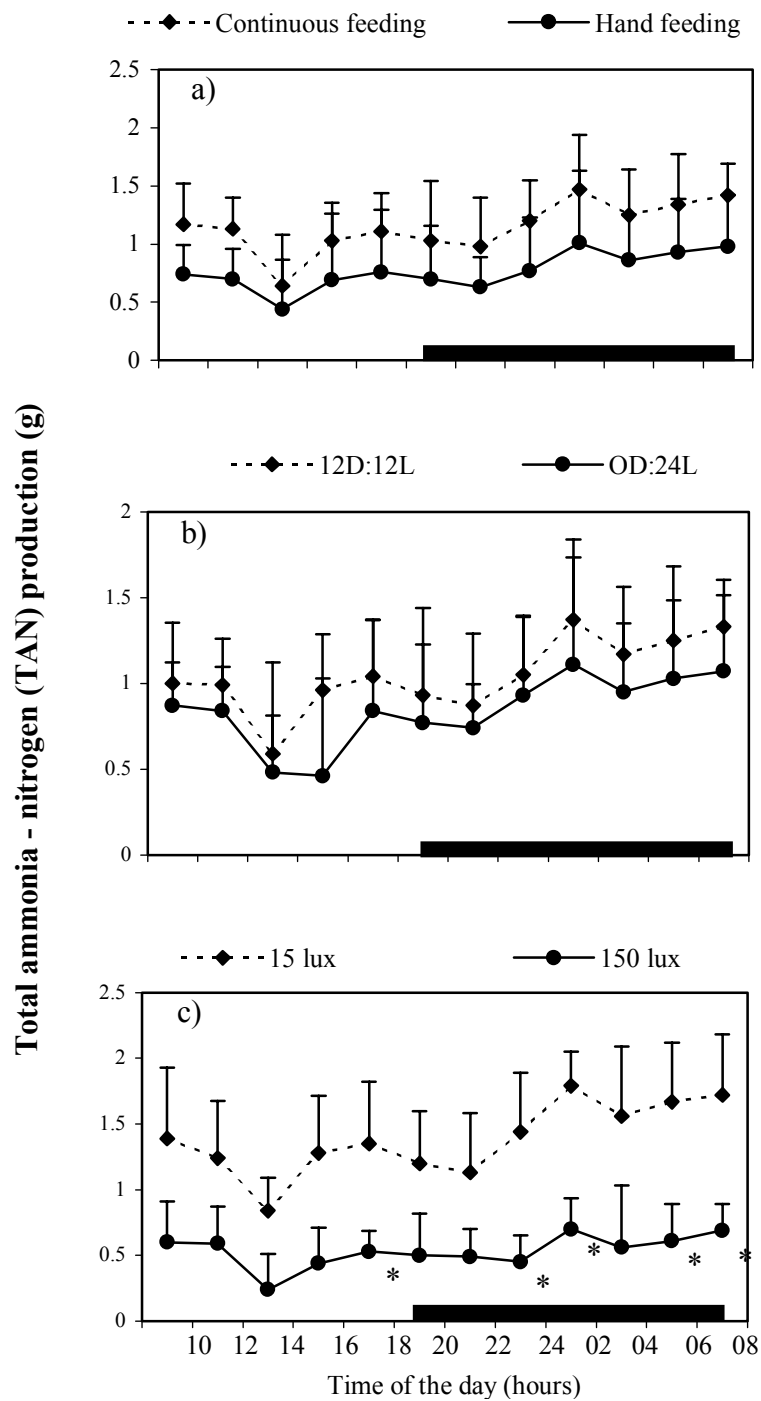 Continuous feeding Hand feeding
a)
2.5
2
1.5
1
0.5
0
12D:12L OD:24L
b)
2
1.5
1
0.5
0
15 lux 150 lux
c)
2.5
2
1.5
1
0.5
0
* * * * *
10 12 14 16 18 20 22 24 02 04 06 08
Time of the day (hours)
Total ammonia - nitrogen (TAN) production (g)